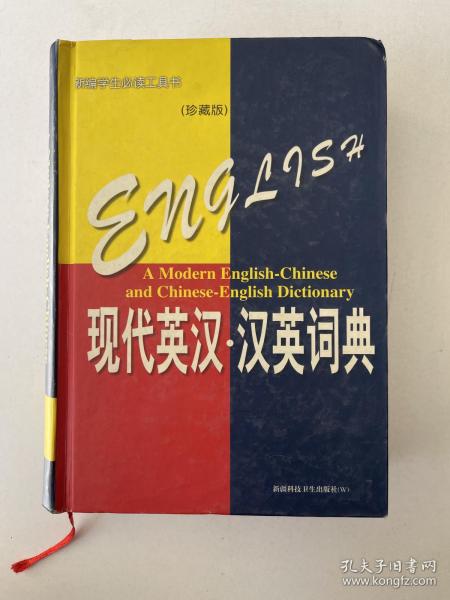 新编学生必读工具书
(珍藏版)
ENGLISH
A Modern English-Chinese
and Chinese-English Dictionary
现代英汉·汉英词典
新疆科技卫生出版社(W)
孔夫子旧书网
www.kongfz.com